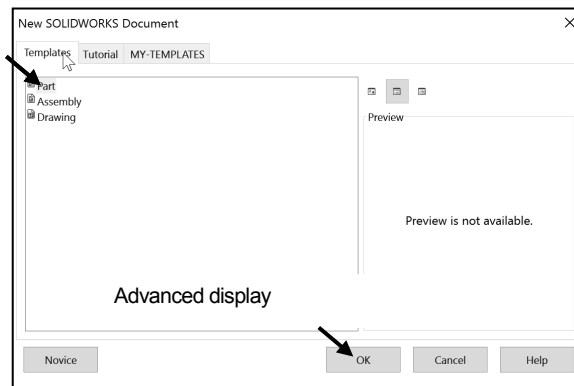 New SOLIDWORKS Document
Templates Tutorial MY-TEMPLATES
Part
Assembly
Drawing
Preview
Preview is not available.
Advanced display
Novice OK Cancel Help